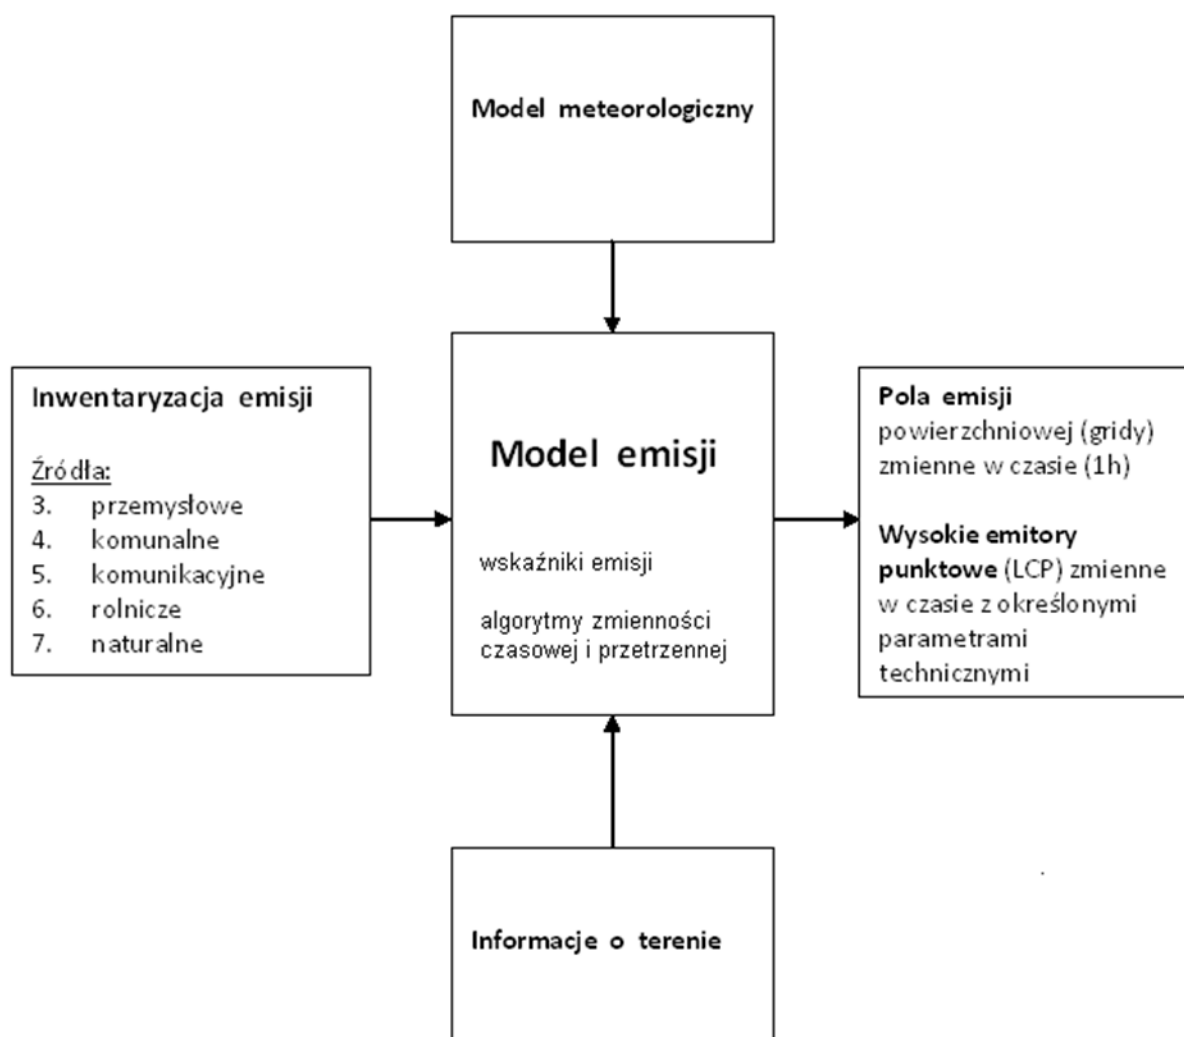 Model meteorologiczny
Inwentaryzacja emisji
Źródła:
3. przemysłowe
4. komunalne
5. komunikacyjne
6. rolnicze
7. naturalne
Model emisji
wskaźniki emisji
algorytmy zmienności
czasowej i przetrzennej
Pola emisji
powierzchniowej (gridy)
zmienne w czasie (1h)
Wysokie emitory
punktowe (LCP) zmienne
w czasie z określonymi
parametrami
technicznymi
Informacje o terenie